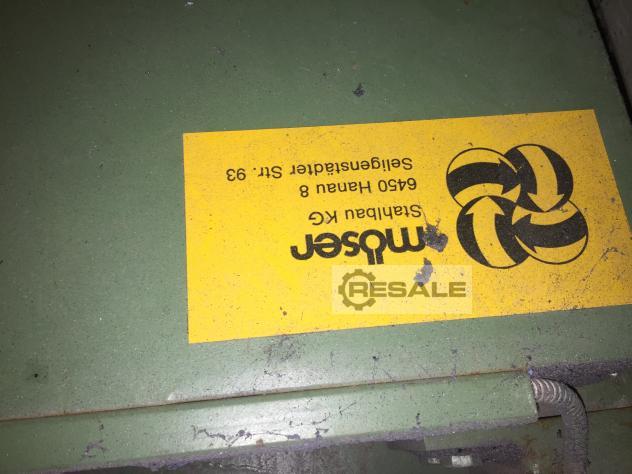 möser
Stahlbau KG
6450 Hanau 8
Seligenstädter Str. 93
RESALE